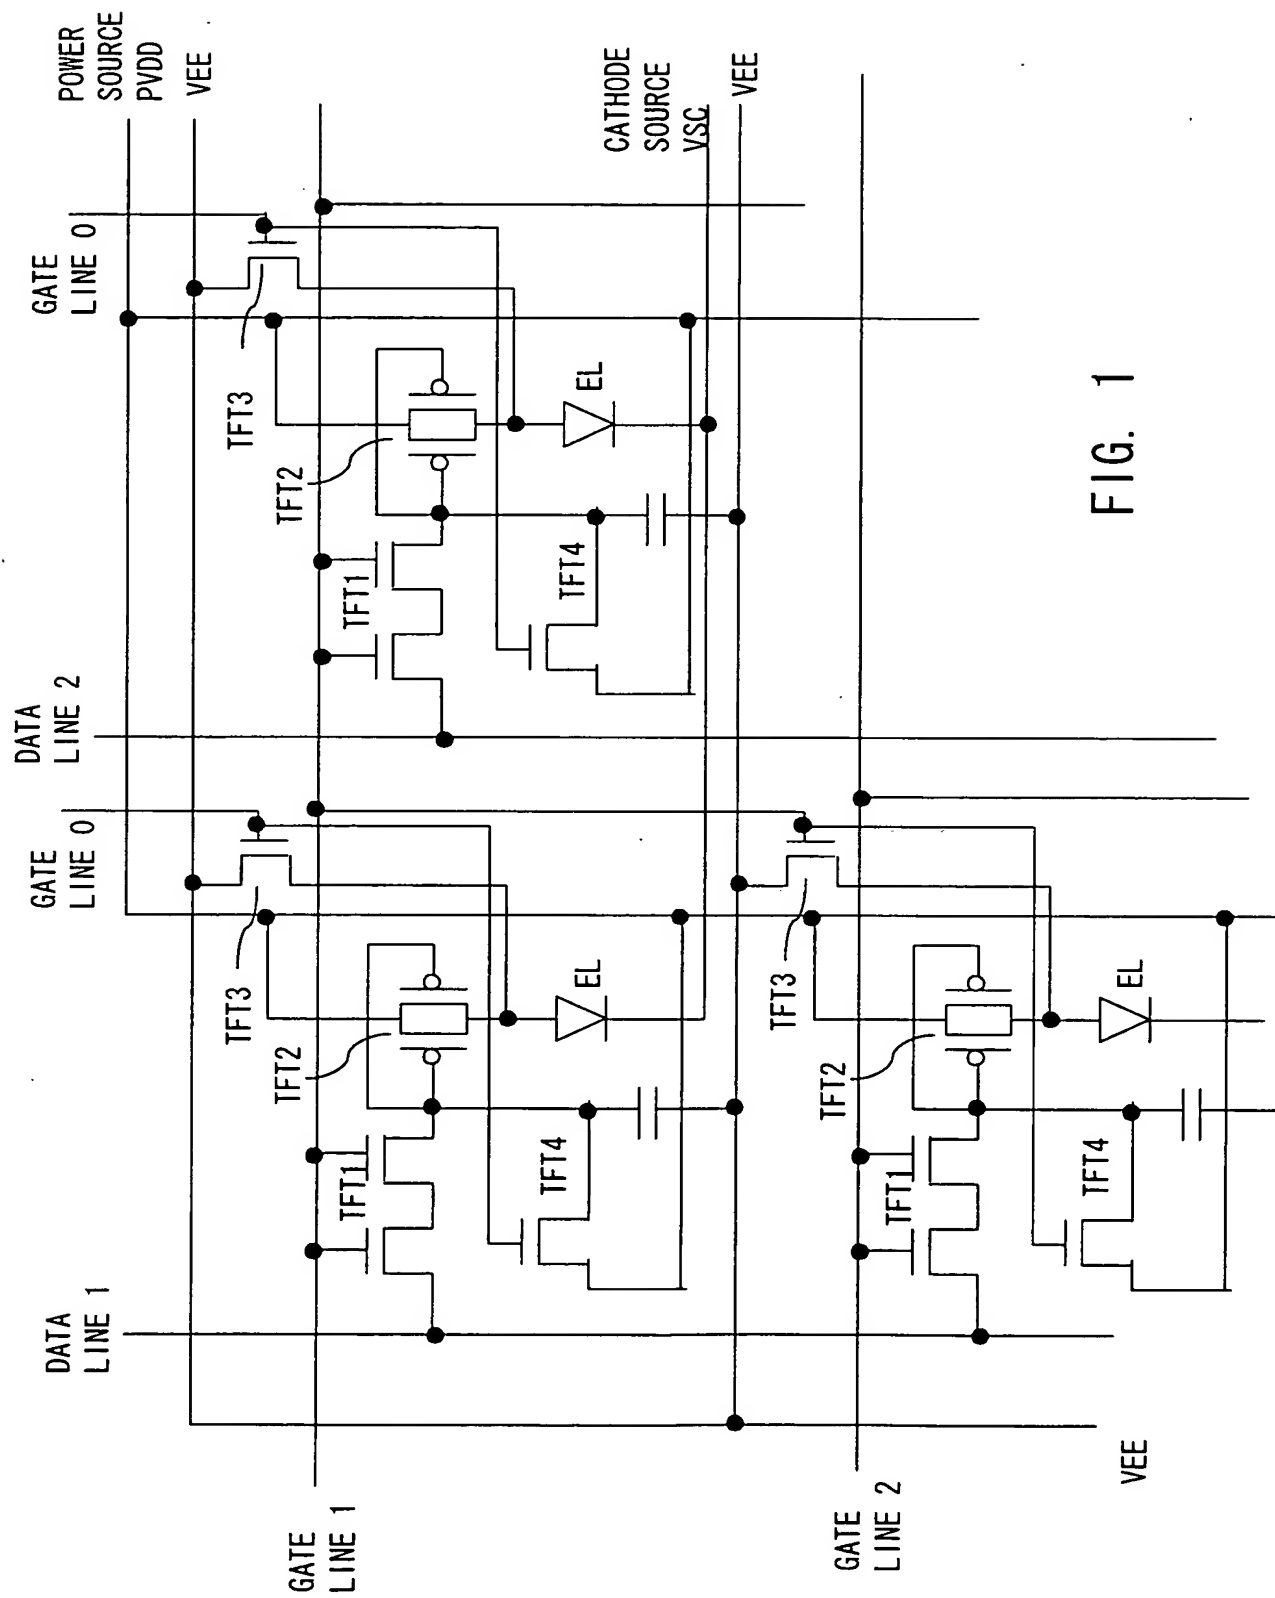 DATA
LINE 1
GATE
LINE 0
DATA
LINE 2
GATE
LINE 0
POWER
SOURCE
PVDD
VEE
TFT3
TFT3
TFT2
TFT2
GATE
LINE 1
TFT1
TFT1
EL
EL
TFT4
TFT4
CATHODE
SOURCE
VSC
VEE
TFT3
TFT2
GATE
LINE 2
TFT1
EL
TFT4
VEE
FIG. 1